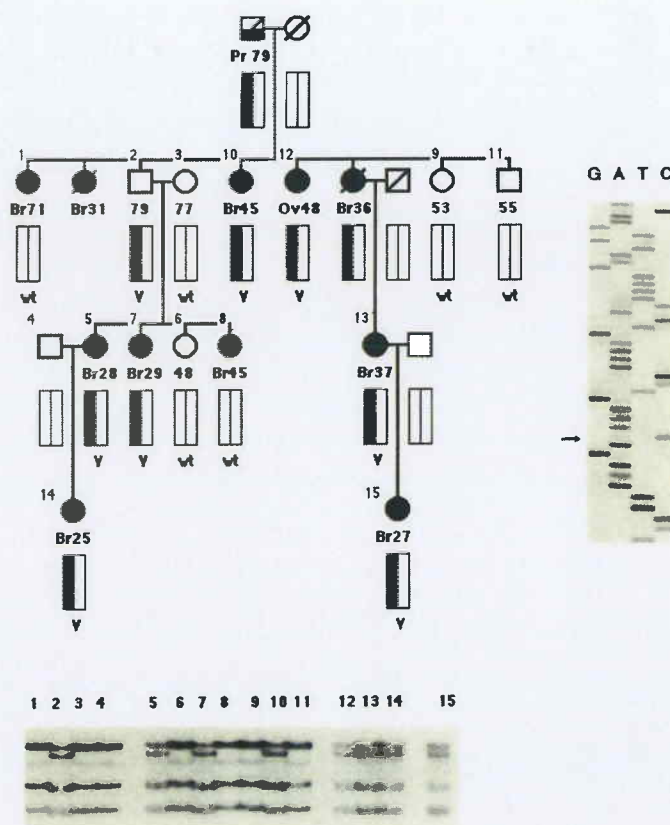 Pr 79
1 2 3 10 12 9 11
Br71 Br31 79 77 Br45 Ov48 Br36 53 55
G A T C
wt V wt V V wt wt
4 5 7 6 8 13
Br28 Br29 48 Br45 Br37
V V wt wt V
14 15
Br25 Br27
V V
1 2 3 4 5 6 7 8 9 10 11 12 13 14 15